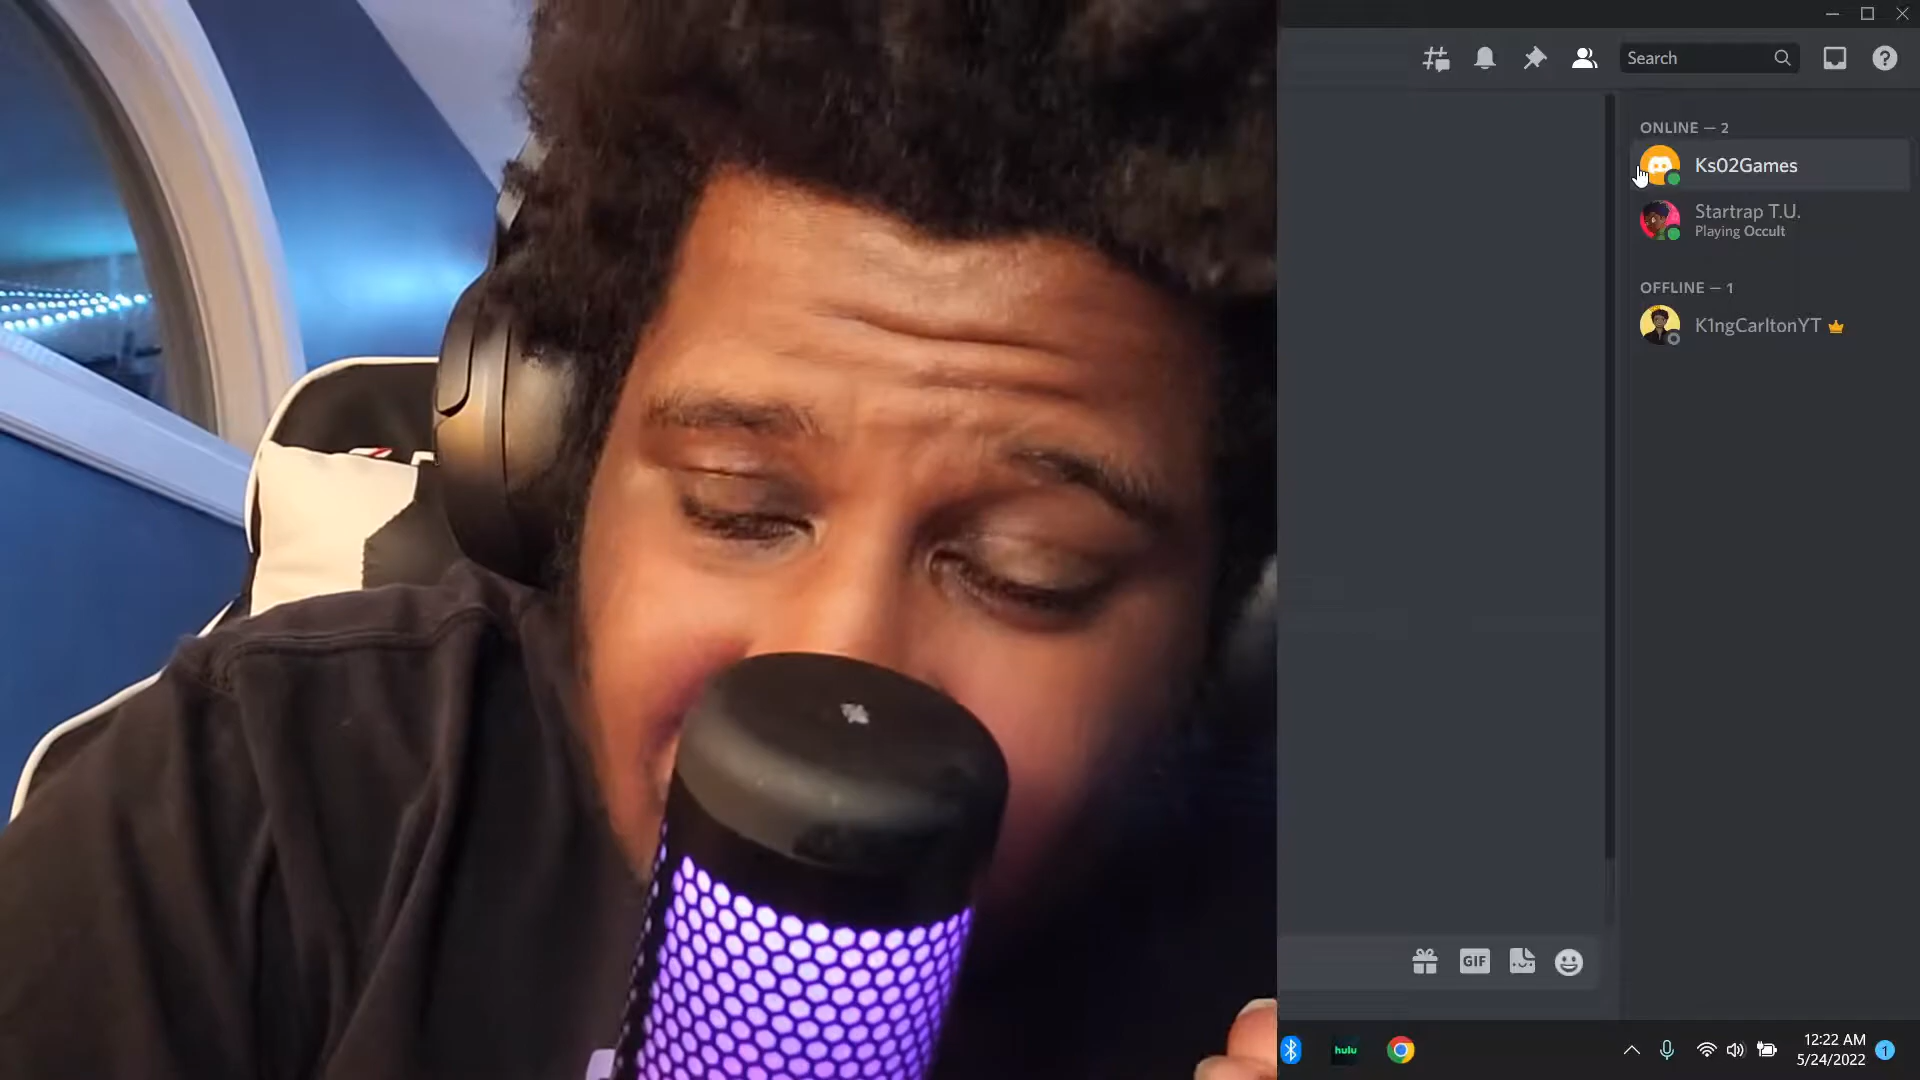 Search
ONLINE — 2
Ks02Games
Startrap T.U.
Playing Occult
OFFLINE — 1
K1ngCarltonYT
GIF
hulu
12:22 AM
5/24/2022
1